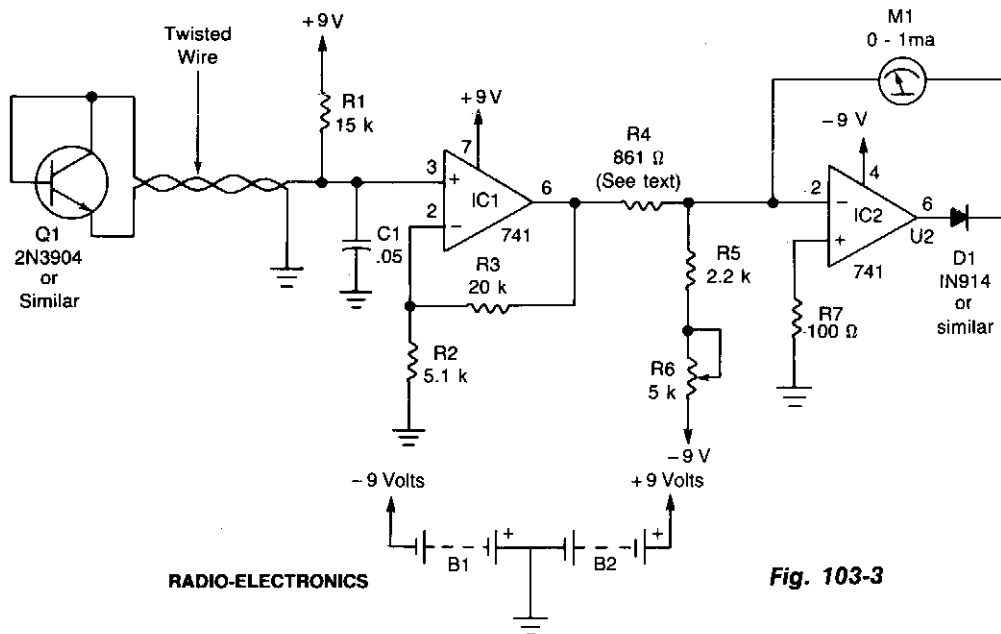 Twisted
Wire
Q1
2N3904
or
Similar
+9V
R1
15 k
C1
.05
+9V
7
3
+
2
−
IC1
6
741
R3
20 k
R2
5.1 k
R4
861 Ω
(See text)
R5
2.2 k
R6
5 k
−9 V
M1
0 - 1ma
−9 V
4
2
−
+
IC2
6
U2
741
R7
100 Ω
D1
IN914
or
similar
−9 Volts
+
B1
+9 Volts
+
B2
RADIO-ELECTRONICS
Fig. 103-3